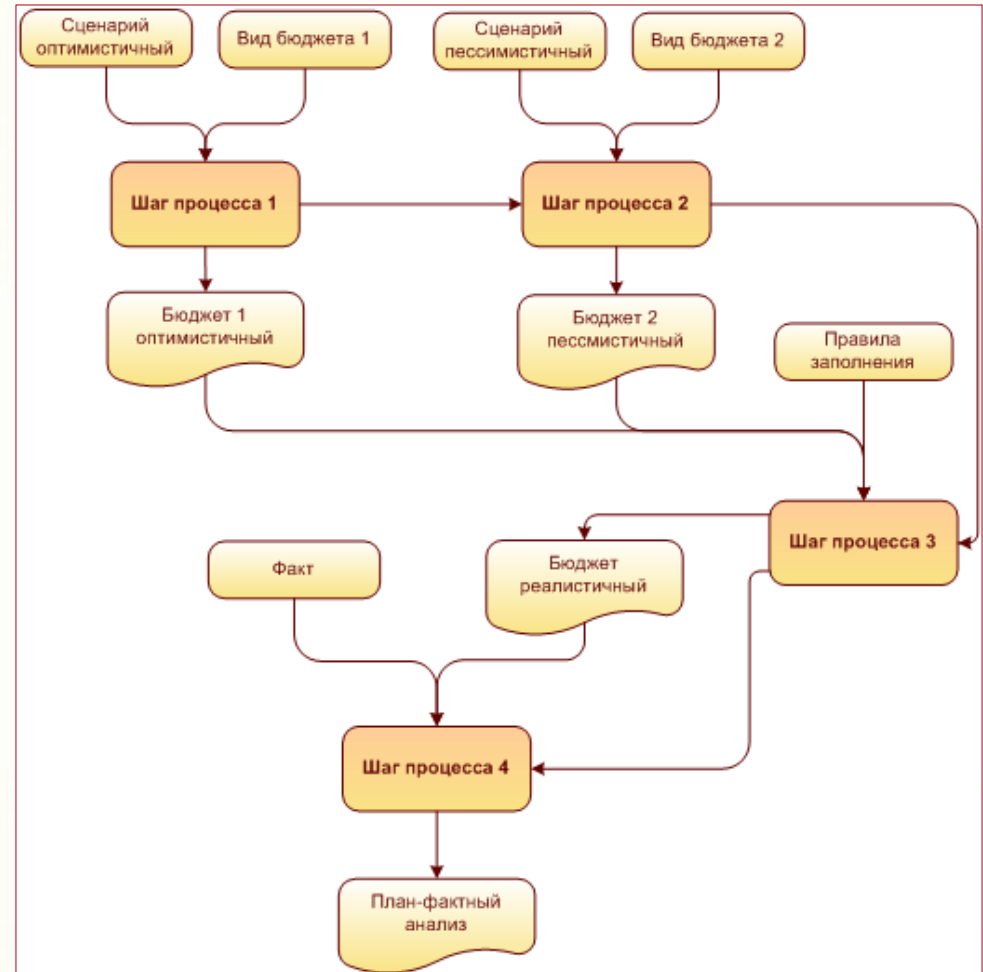 Сценарий
оптимистичный
Вид бюджета 1
Сценарий
пессимистичный
Вид бюджета 2
Шаг процесса 1
Шаг процесса 2
Бюджет 1
оптимистичный
Бюджет 2
пессмистичный
Правила
заполнения
Шаг процесса 3
Факт
Бюджет
реалистичный
Шаг процесса 4
План-фактный
анализ